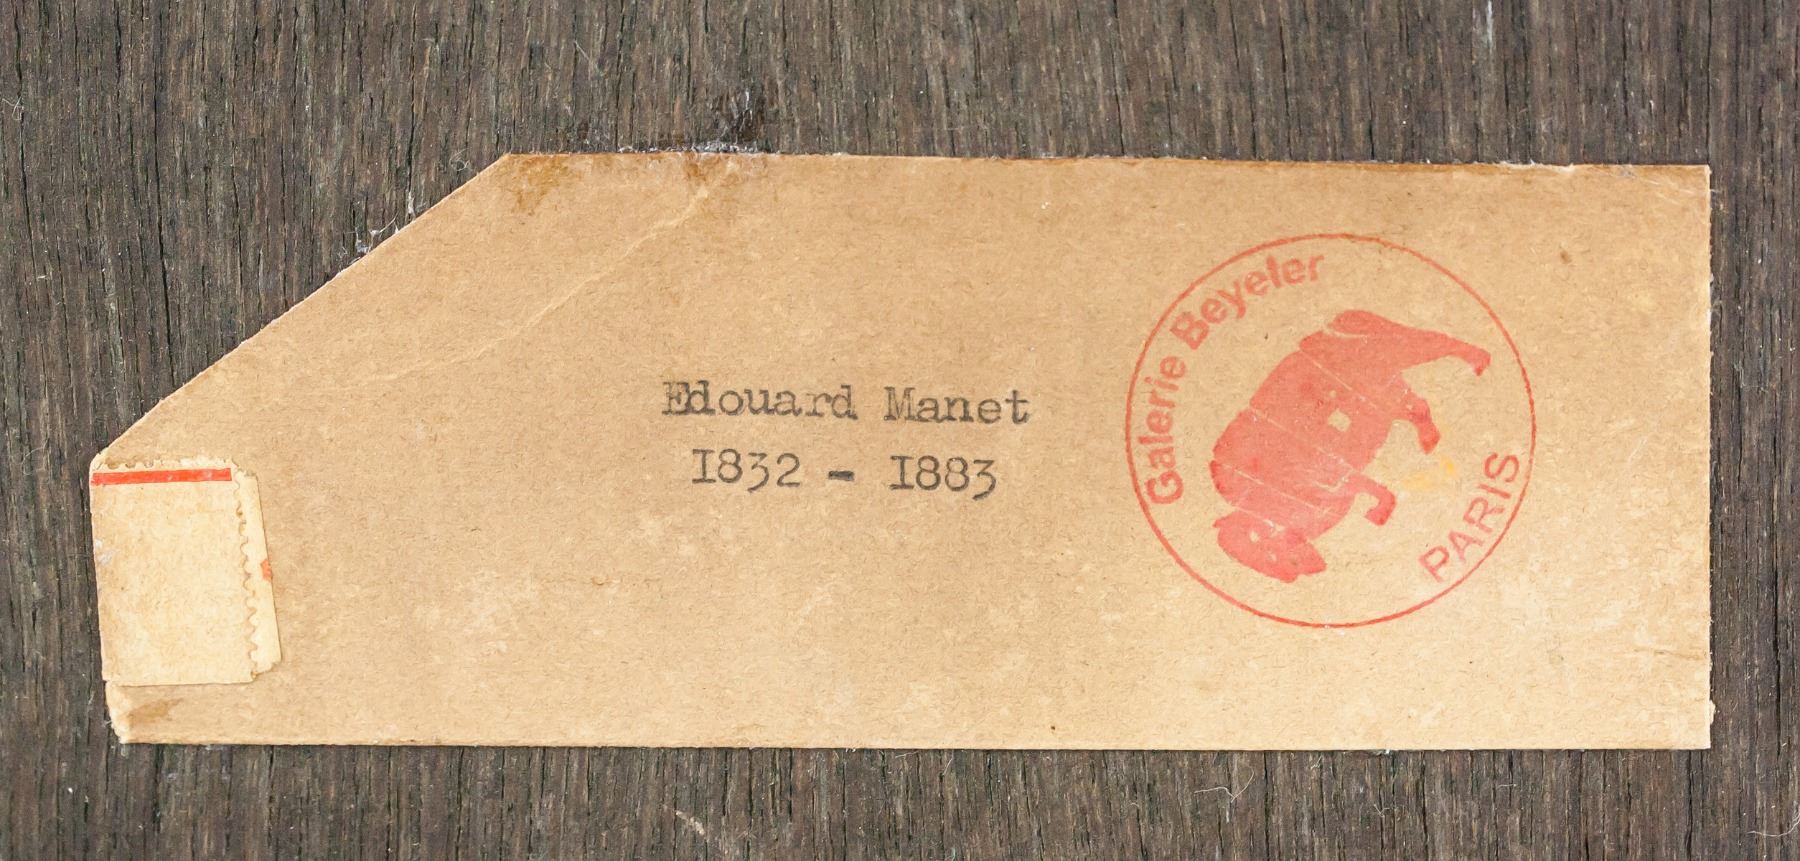 Edouard Manet
1832 - 1883
Galerie Beyeler
PARIS